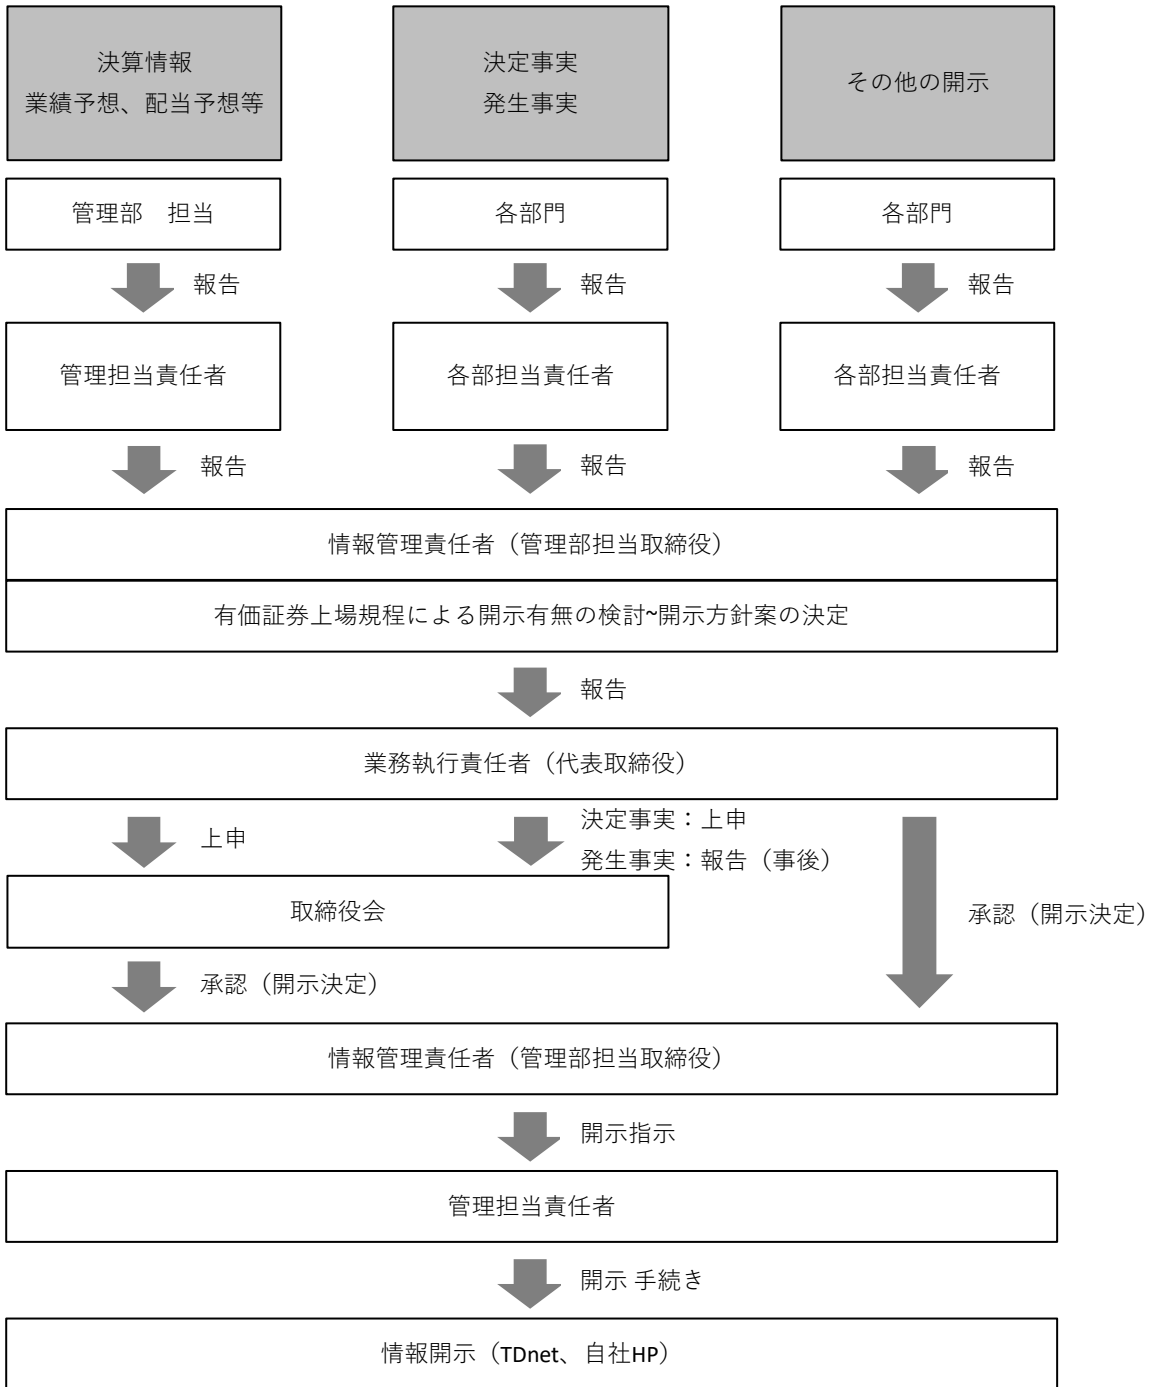 決算情報
業績予想、配当予想等
決定事実
発生事実
その他の開示
管理部　担当
各部門
各部門
報告
報告
報告
管理担当責任者
各部担当責任者
各部担当責任者
報告
報告
報告
情報管理責任者（管理部担当取締役）
有価証券上場規程による開示有無の検討~開示方針案の決定
報告
業務執行責任者（代表取締役）
上申
決定事実：上申
発生事実：報告（事後）
取締役会
承認（開示決定）
承認（開示決定）
情報管理責任者（管理部担当取締役）
開示指示
管理担当責任者
開示 手続き
情報開示（TDnet、自社HP）